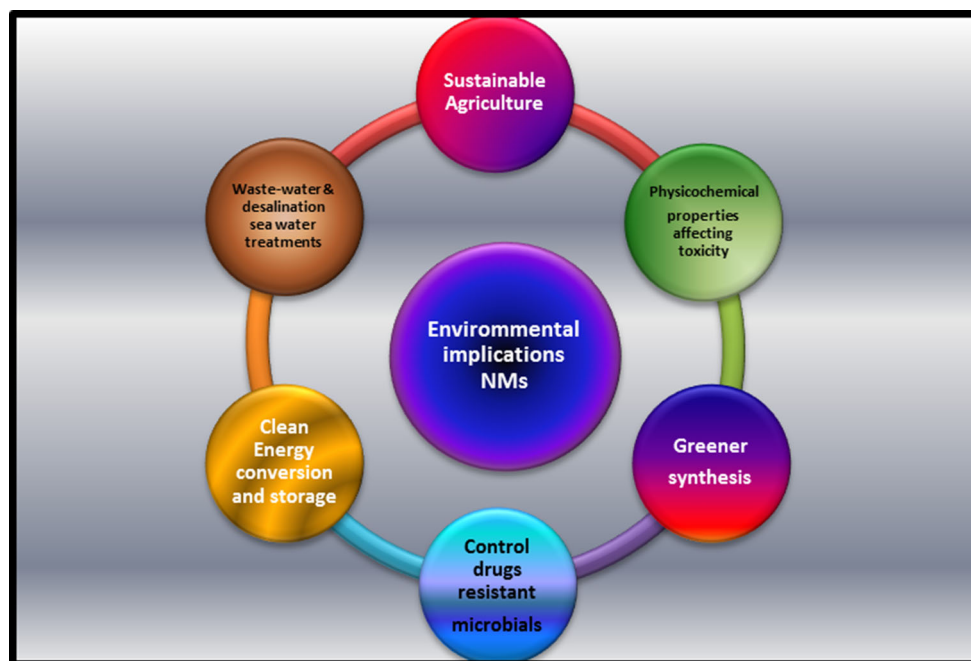 Sustainable
Agriculture
Waste-water &
desalination
sea water
treatments
Physicochemical
properties
affecting
toxicity
Envirommental
implications
NMs
Clean
Energy
conversion
and storage
Greener
synthesis
Control
drugs
resistant
microbials